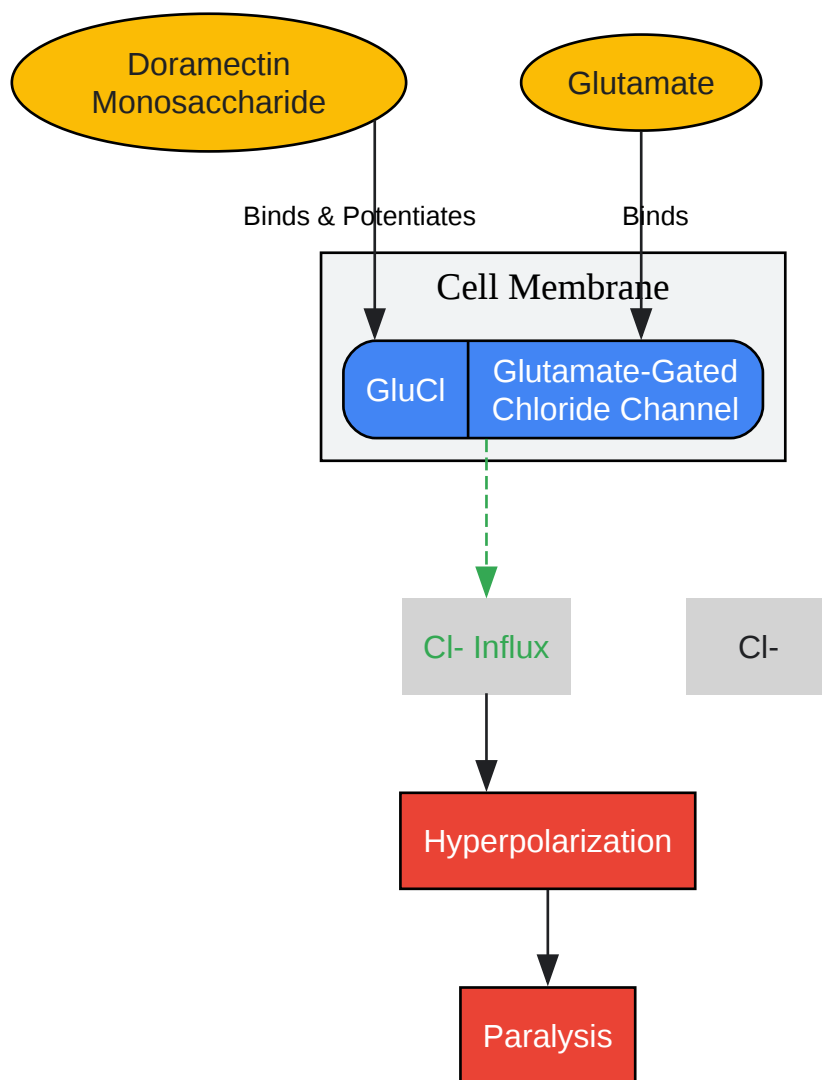 Doramectin
Monosaccharide
Glutamate
Binds & Potentiates
Binds
Cell Membrane
GluCl
Glutamate-Gated
Chloride Channel
Cl- Influx
Cl-
Hyperpolarization
Paralysis